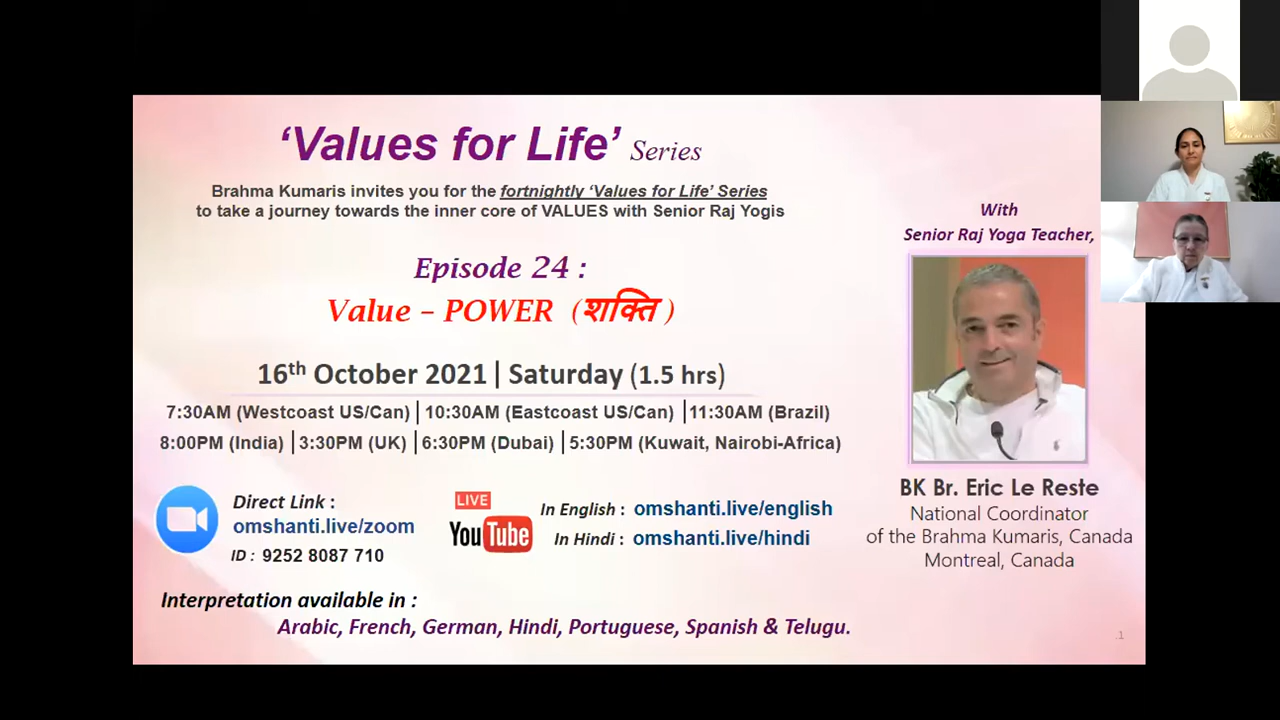 ‘Values for Life’ Series
Brahma Kumaris invites you for the fortnightly ‘Values for Life’ Series
to take a journey towards the inner core of VALUES with Senior Raj Yogis
Episode 24 :
Value – POWER (शक्ति )
16th October 2021 | Saturday (1.5 hrs)
7:30AM (Westcoast US/Can) | 10:30AM (Eastcoast US/Can) | 11:30AM (Brazil)
8:00PM (India) | 3:30PM (UK) | 6:30PM (Dubai) | 5:30PM (Kuwait, Nairobi-Africa)
Direct Link :
omshanti.live/zoom
ID : 9252 8087 710
LIVE
YouTube
In English : omshanti.live/english
In Hindi : omshanti.live/hindi
Interpretation available in :
Arabic, French, German, Hindi, Portuguese, Spanish & Telugu.
With
Senior Raj Yoga Teacher,
BK Br. Eric Le Reste
National Coordinator
of the Brahma Kumaris, Canada
Montreal, Canada
1